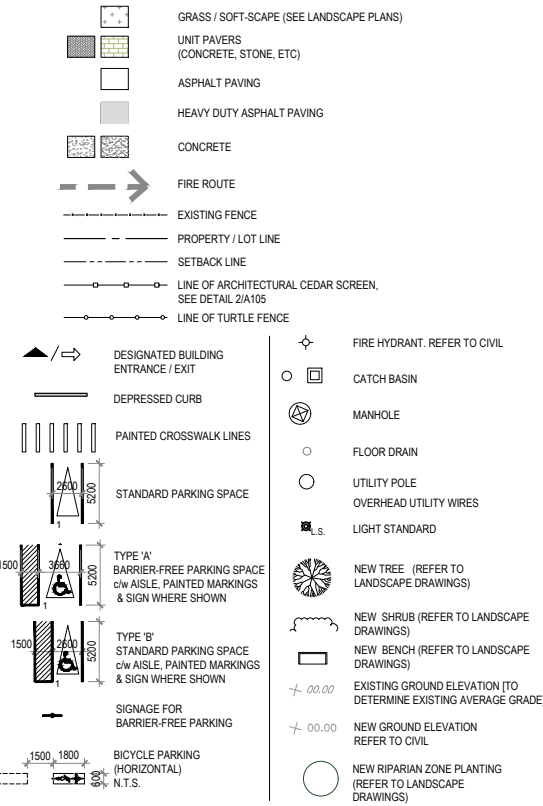 GRASS / SOFT-SCAPE (SEE LANDSCAPE PLANS)
UNIT PAVERS
(CONCRETE, STONE, ETC)
ASPHALT PAVING
HEAVY DUTY ASPHALT PAVING
CONCRETE
FIRE ROUTE
EXISTING FENCE
PROPERTY / LOT LINE
SETBACK LINE
LINE OF ARCHITECTURAL CEDAR SCREEN,
SEE DETAIL 2/A105
LINE OF TURTLE FENCE
DESIGNATED BUILDING
ENTRANCE / EXIT
DEPRESSED CURB
PAINTED CROSSWALK LINES
2600
5200
1
STANDARD PARKING SPACE
1500
3660
5200
1
TYPE 'A'
BARRIER-FREE PARKING SPACE
c/w AISLE, PAINTED MARKINGS
& SIGN WHERE SHOWN
1500
2600
5200
1
TYPE 'B'
STANDARD PARKING SPACE
c/w AISLE, PAINTED MARKINGS
& SIGN WHERE SHOWN
SIGNAGE FOR
BARRIER-FREE PARKING
1500 1800
600
BICYCLE PARKING
(HORIZONTAL)
N.T.S.
FIRE HYDRANT. REFER TO CIVIL
CATCH BASIN
MANHOLE
FLOOR DRAIN
UTILITY POLE
OVERHEAD UTILITY WIRES
L.S.
LIGHT STANDARD
NEW TREE (REFER TO
LANDSCAPE DRAWINGS)
NEW SHRUB (REFER TO LANDSCAPE
DRAWINGS)
NEW BENCH (REFER TO LANDSCAPE
DRAWINGS)
00.00
EXISTING GROUND ELEVATION [TO
DETERMINE EXISTING AVERAGE GRADE]
00.00
NEW GROUND ELEVATION
REFER TO CIVIL
NEW RIPARIAN ZONE PLANTING
(REFER TO LANDSCAPE
DRAWINGS)